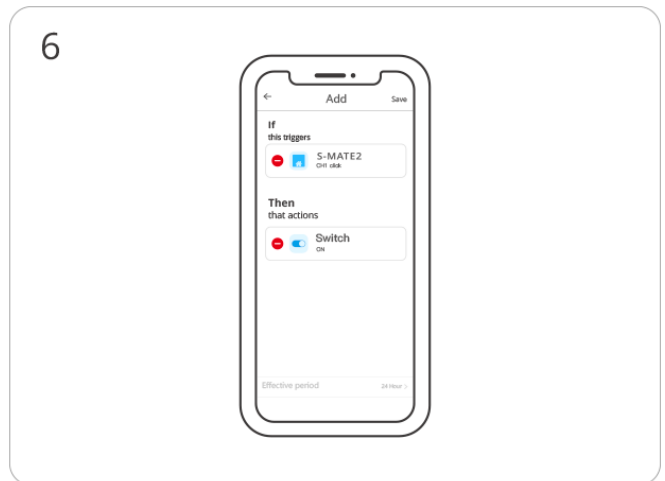 6
Add
Save
If
this triggers
S-MATE2
CH1 click
Then
that actions
Switch
ON
Effective period
24 Hour >